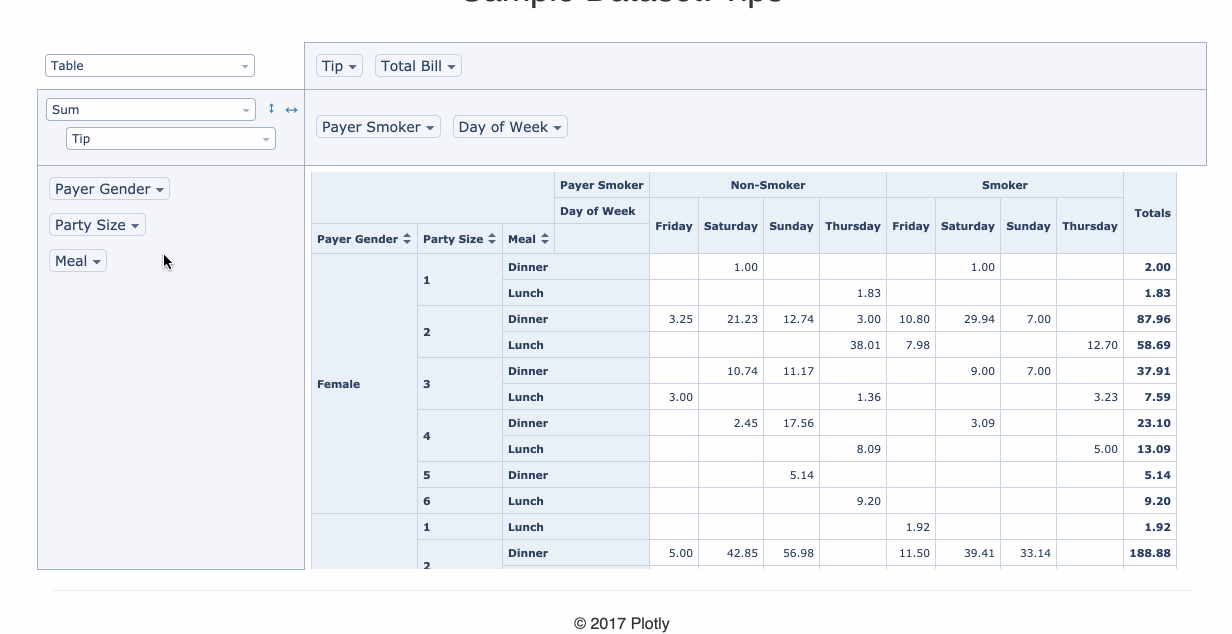 Sample Dataset: Tips
Table
Tip Total Bill
Sum
Tip
Payer Smoker Day of Week
Payer Gender
Party Size
Meal
Payer Smoker Non-Smoker Smoker Totals
Day of Week Friday Saturday Sunday Thursday Friday Saturday Sunday Thursday
Payer Gender Party Size Meal
Female 1 Dinner 1.00 1.00 2.00
Lunch 1.83 1.83
2 Dinner 3.25 21.23 12.74 3.00 10.80 29.94 7.00 87.96
Lunch 38.01 7.98 12.70 58.69
3 Dinner 10.74 11.17 9.00 7.00 37.91
Lunch 3.00 1.36 3.23 7.59
4 Dinner 2.45 17.56 3.09 23.10
Lunch 8.09 5.00 13.09
5 Dinner 5.14 5.14
6 Lunch 9.20 9.20
1 Lunch 1.92 1.92
2 Dinner 5.00 42.85 56.98 11.50 39.41 33.14 188.88
© 2017 Plotly